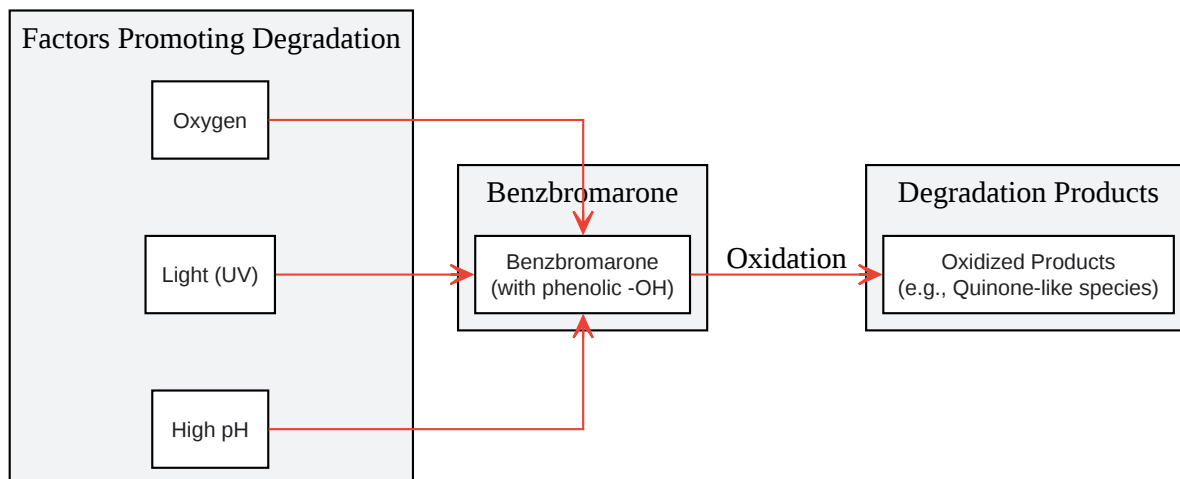 Factors Promoting Degradation
Oxygen
Light (UV)
High pH
Benzbromarone
Benzbromarone
(with phenolic -OH)
Oxidation
Degradation Products
Oxidized Products
(e.g., Quinone-like species)